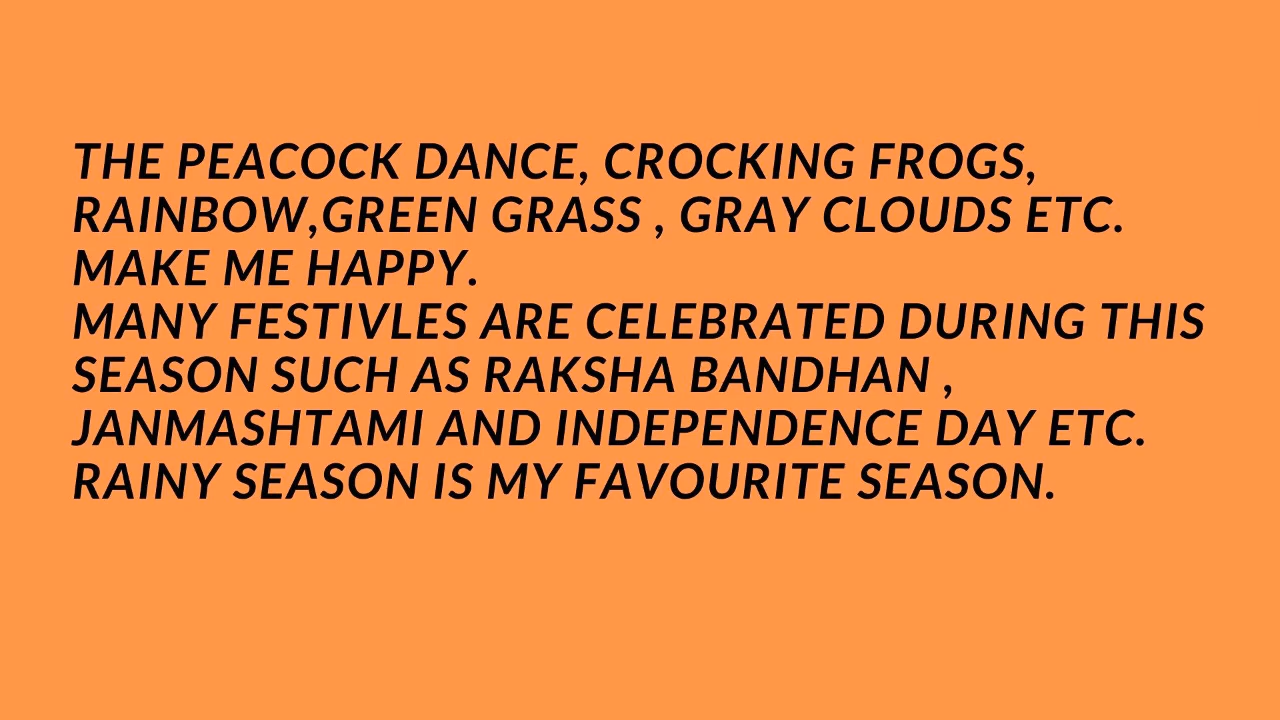 THE PEACOCK DANCE, CROCKING FROGS,
RAINBOW,GREEN GRASS , GRAY CLOUDS ETC.
MAKE ME HAPPY.
MANY FESTIVLES ARE CELEBRATED DURING THIS
SEASON SUCH AS RAKSHA BANDHAN ,
JANMASHTAMI AND INDEPENDENCE DAY ETC.
RAINY SEASON IS MY FAVOURITE SEASON.